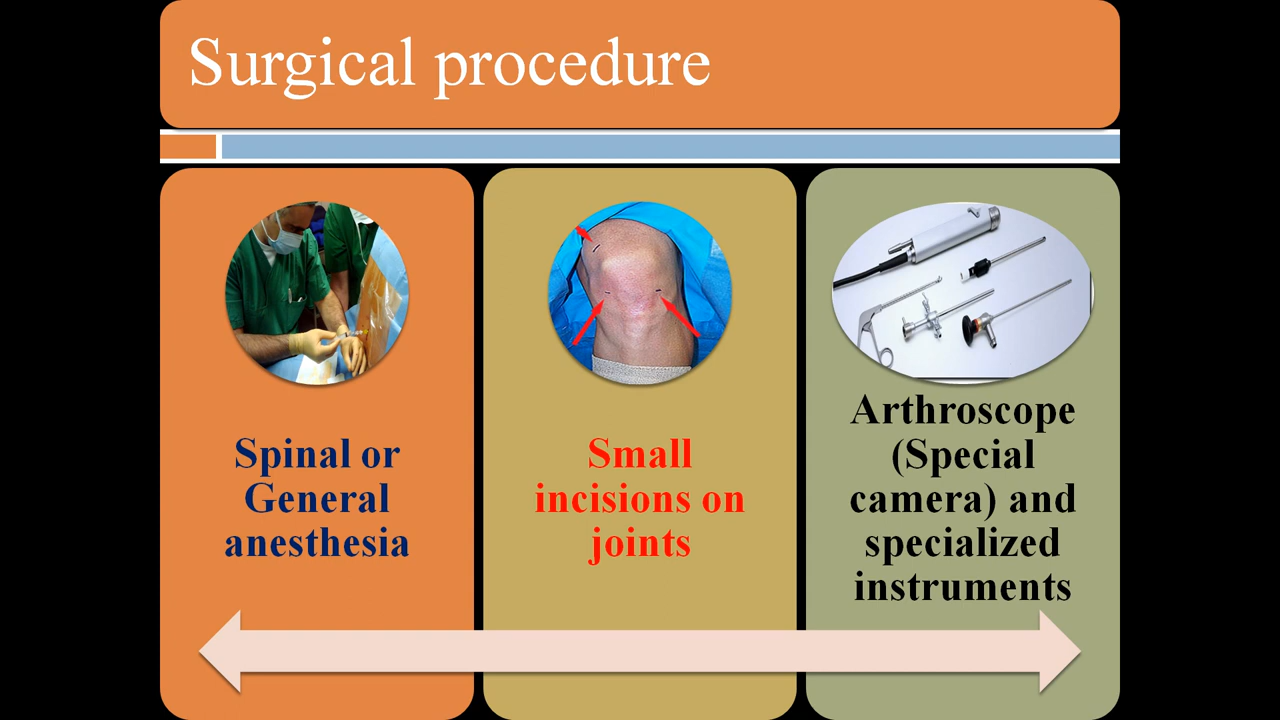 Surgical procedure
Spinal or
General
anesthesia
Small
incisions on
joints
Arthroscope
(Special
camera) and
specialized
instruments